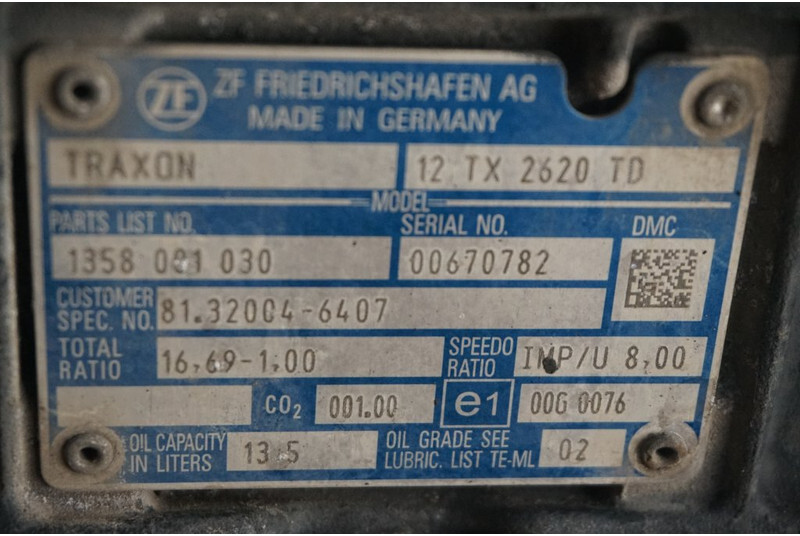 ZF FRIEDRICHSHAFEN AG
MADE IN GERMANY
TRAXON 12 TX 2620 TD
MODEL
PARTS LIST NO. SERIAL NO. DMC
1358 001 030 00670782
CUSTOMER
SPEC. NO. 81.32004-6407
TOTAL
RATIO 16,69-1,00 SPEEDO
RATIO IMP/U 8,00
CO2 001.00 e1 00G 0076
OIL CAPACITY
IN LITERS 13.5 OIL GRADE SEE
LUBRIC. LIST TE-ML 02